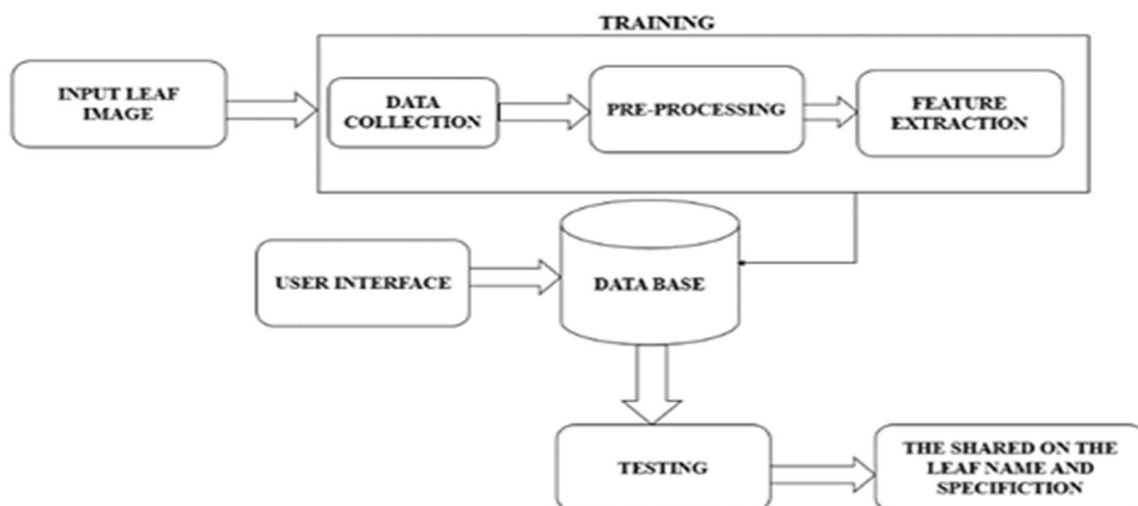 TRAINING
INPUT LEAF
IMAGE
DATA
COLLECTION
PRE-PROCESSING
FEATURE
EXTRACTION
USER INTERFACE
DATA BASE
TESTING
THE SHARED ON THE
LEAF NAME AND
SPECIFICTION